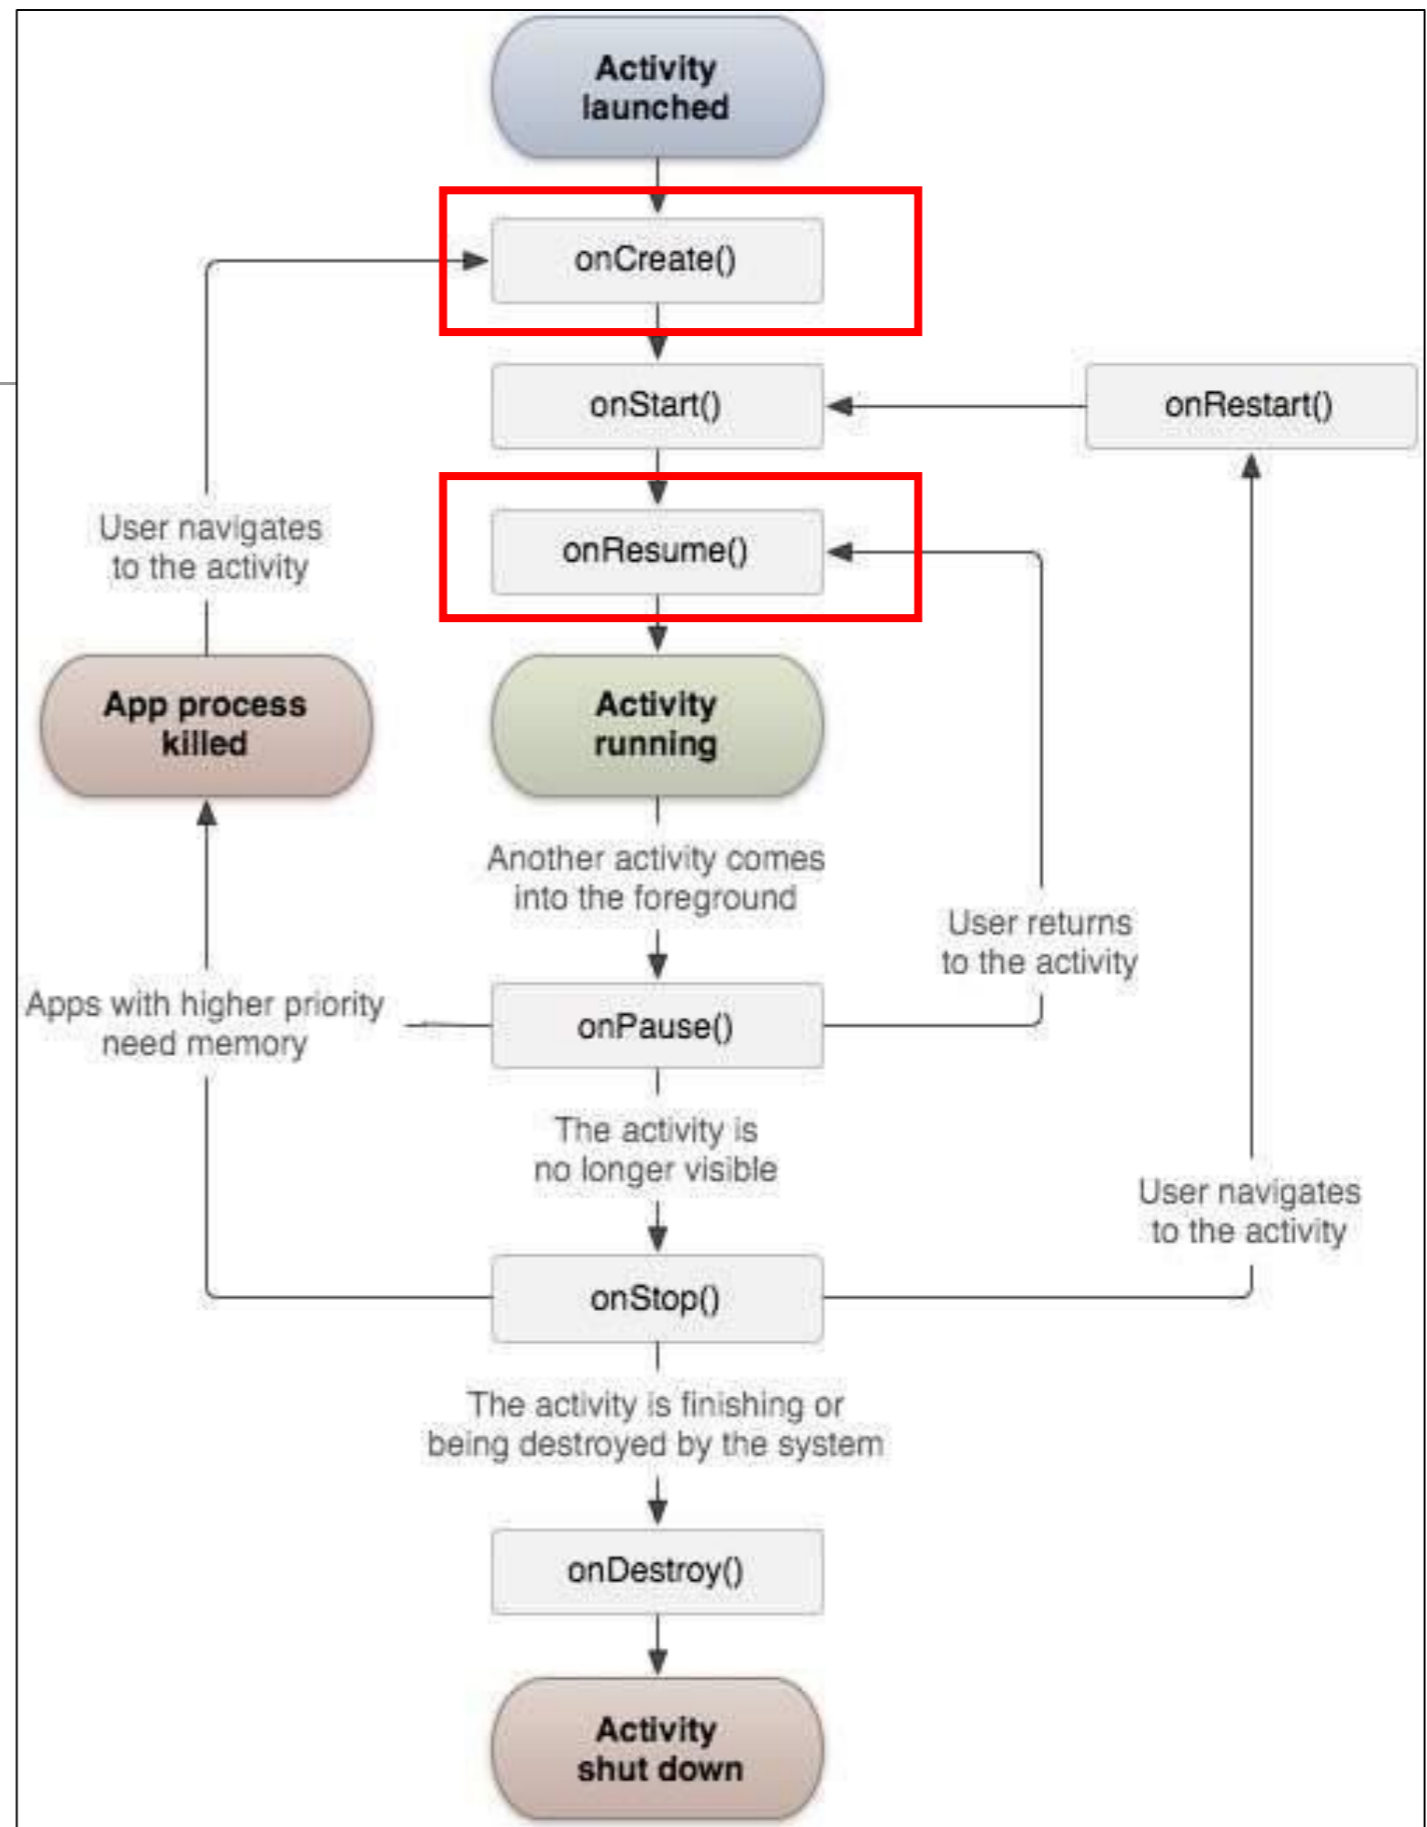 Activity
launched
onCreate()
onStart()
onRestart()
User navigates
to the activity
onResume()
App process
killed
Activity
running
Another activity comes
into the foreground
User returns
to the activity
Apps with higher priority
need memory
onPause()
The activity is
no longer visible
User navigates
to the activity
onStop()
The activity is finishing or
being destroyed by the system
onDestroy()
Activity
shut down